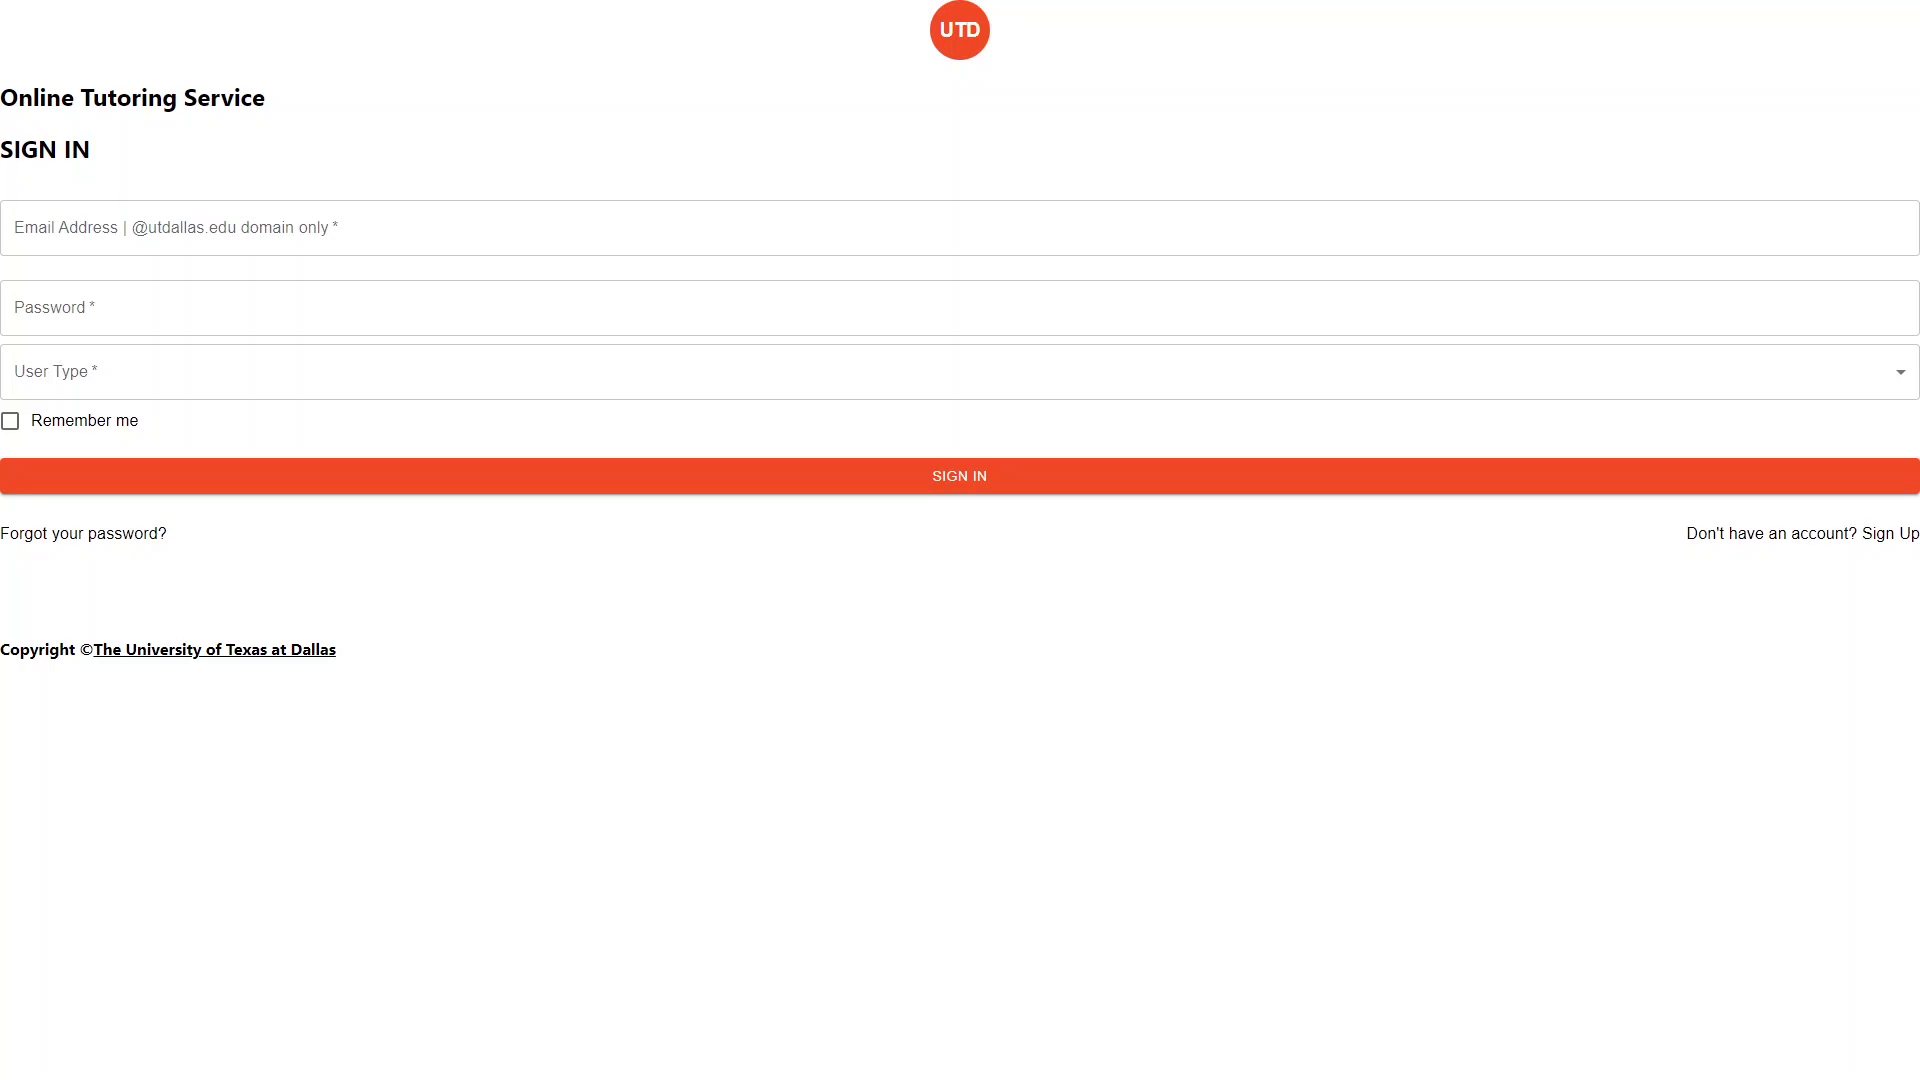 UTD
Online Tutoring Service
SIGN IN
Email Address | @utdallas.edu domain only *
Password *
User Type *
Remember me
SIGN IN
Forgot your password?
Don't have an account? Sign Up
Copyright ©The University of Texas at Dallas